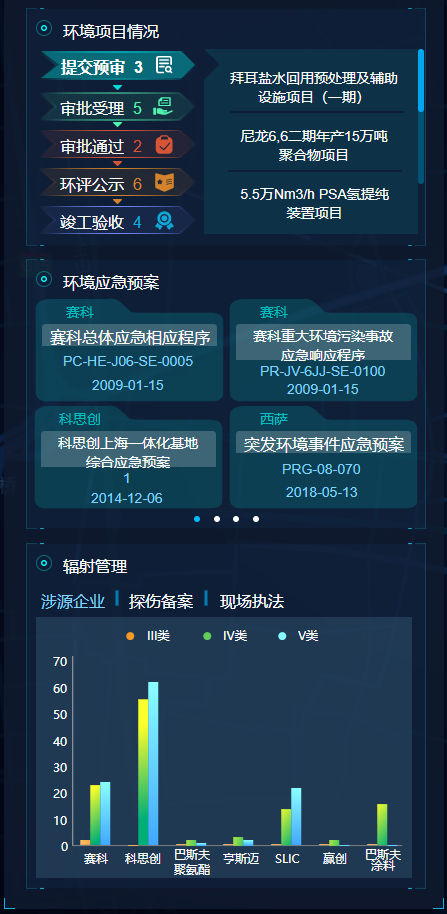 环境项目情况
提交预审 3
审批受理 5
审批通过 2
环评公示 6
竣工验收 4
拜耳盐水回用预处理及辅助
设施项目（一期）
尼龙6,6二期年产15万吨
聚合物项目
5.5万Nm3/h PSA氢提纯
装置项目
环境应急预案
赛科
赛科总体应急相应程序
PC-HE-J06-SE-0005
2009-01-15
赛科
赛科重大环境污染事故
应急响应程序
PR-JV-6JJ-SE-0100
2009-01-15
科思创
科思创上海一体化基地
综合应急预案
1
2014-12-06
西萨
突发环境事件应急预案
PRG-08-070
2018-05-13
辐射管理
涉源企业 探伤备案 现场执法
III类 IV类 V类
70
60
50
40
30
20
10
0
赛科 科思创 巴斯夫聚氨酯 亨斯迈 SLIC 赢创 巴斯夫涂料